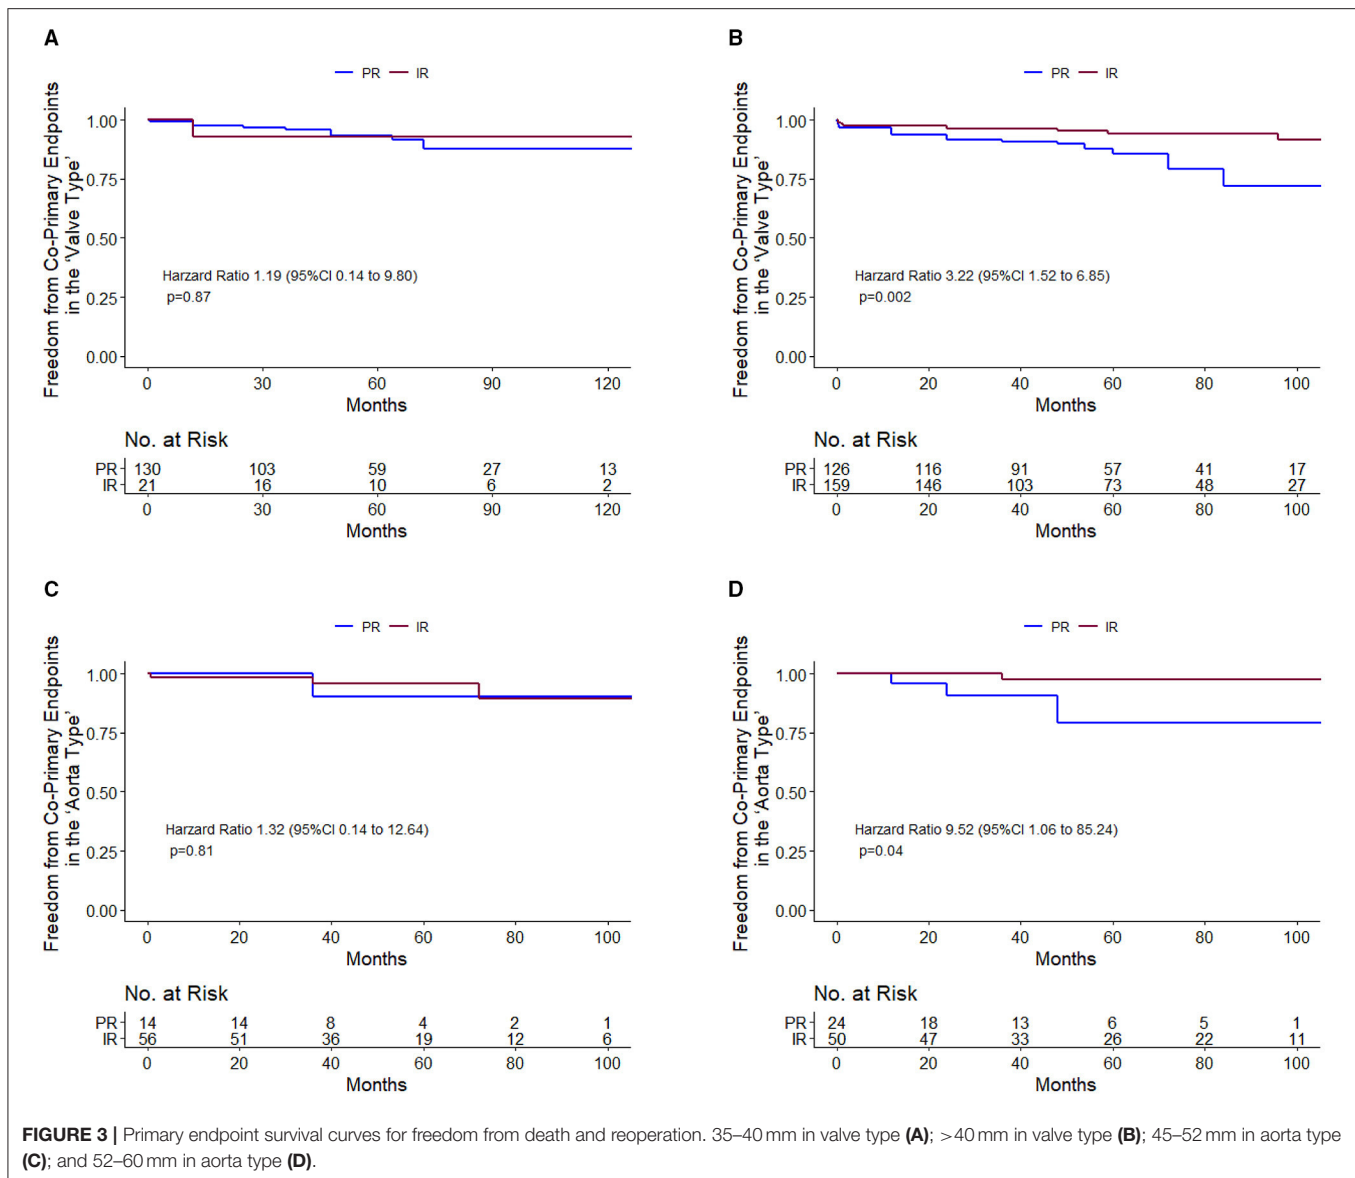 A
PR IR
Freedom from Co-Primary Endpoints
in the 'Valve Type'
1.00
0.75
0.50
0.25
0.00
Harzard Ratio 1.19 (95%CI 0.14 to 9.80)
p=0.87
0 30 60 90 120
Months
No. at Risk
PR 130 103 59 27 13
IR 21 16 10 6 2
0 30 60 90 120
Months
B
PR IR
Freedom from Co-Primary Endpoints
in the 'Valve Type'
1.00
0.75
0.50
0.25
0.00
Harzard Ratio 3.22 (95%CI 1.52 to 6.85)
p=0.002
0 20 40 60 80 100
Months
No. at Risk
PR 126 116 91 57 41 17
IR 159 146 103 73 48 27
0 20 40 60 80 100
Months
C
PR IR
Freedom from Co-Primary Endpoints
in the 'Aorta Type'
1.00
0.75
0.50
0.25
0.00
Harzard Ratio 1.32 (95%CI 0.14 to 12.64)
p=0.81
0 20 40 60 80 100
Months
No. at Risk
PR 14 14 8 4 2 1
IR 56 51 36 19 12 6
0 20 40 60 80 100
Months
D
PR IR
Freedom from Co-Primary Endpoints
in the 'Aorta Type'
1.00
0.75
0.50
0.25
0.00
Harzard Ratio 9.52 (95%CI 1.06 to 85.24)
p=0.04
0 20 40 60 80 100
Months
No. at Risk
PR 24 18 13 6 5 1
IR 50 47 33 26 22 11
0 20 40 60 80 100
Months
FIGURE 3 | Primary endpoint survival curves for freedom from death and reoperation. 35–40 mm in valve type (A); >40 mm in valve type (B); 45–52 mm in aorta type
(C); and 52–60 mm in aorta type (D).